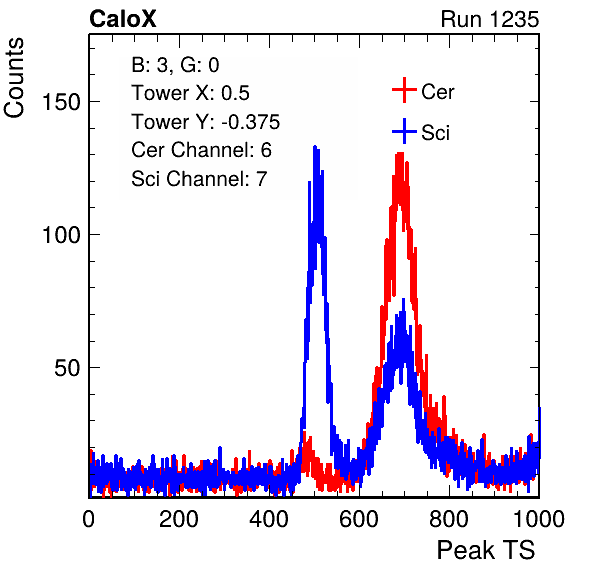 CaloX Run 1235
Counts
B: 3, G: 0
Tower X: 0.5
Tower Y: -0.375
Cer Channel: 6
Sci Channel: 7
Cer
Sci
150
100
50
0 200 400 600 800 1000
Peak TS